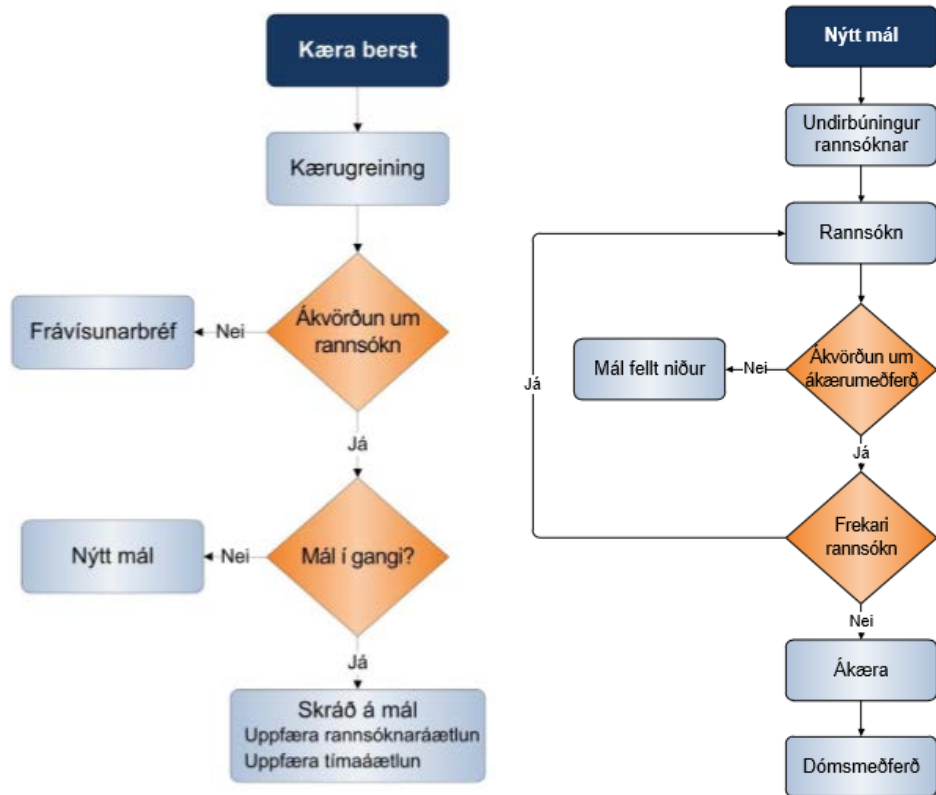 Kæra berst
Kærugreining
Ákvörðun um
rannsókn
Nei
Frávísunarbréf
Já
Mál í gangi?
Nei
Nýtt mál
Já
Skráð á mál
Uppfæra rannsóknaráætlun
Uppfæra tímaáætlun
Nýtt mál
Undirbúningur
rannsóknar
Rannsókn
Ákvörðun um
ákærumeðferð
Nei
Mál fellt niður
Já
Já
Frekari
rannsókn
Nei
Ákæra
Dómsmeðferð